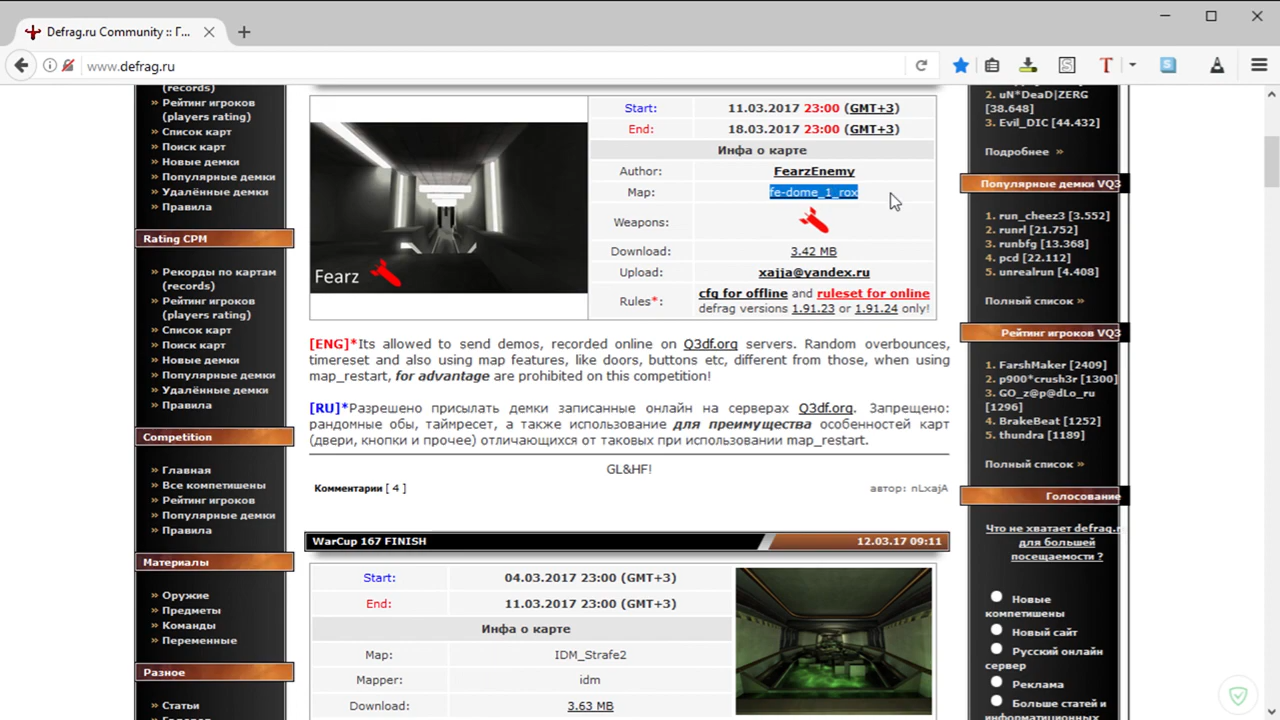 Defrag.ru Community :: Г...
www.defrag.ru
(records)
Рейтинг игроков
(players rating)
Список карт
Поиск карт
Новые демки
Популярные демки
Удалённые демки
Правила
Rating CPM
Рекорды по картам
(records)
Рейтинг игроков
(players rating)
Список карт
Поиск карт
Новые демки
Популярные демки
Удалённые демки
Правила
Competition
Главная
Все компетишены
Рейтинг игроков
Популярные демки
Правила
Материалы
Оружие
Предметы
Команды
Переменные
Разное
Статьи
Fearz
Start: 11.03.2017 23:00 (GMT+3)
End: 18.03.2017 23:00 (GMT+3)
Инфа о карте
Author: FearzEnemy
Map: fe-dome_1_rox
Weapons:
Download: 3.42 MB
Upload: xajja@yandex.ru
Rules*: cfg for offline and ruleset for online
defrag versions 1.91.23 or 1.91.24 only!
[ENG]*Its allowed to send demos, recorded online on Q3df.org servers. Random overbounces,
timereset and also using map features, like doors, buttons etc, different from those, when using
map_restart, for advantage are prohibited on this competition!
[RU]*Разрешено присылать демки записанные онлайн на серверах Q3df.org. Запрещено:
рандомные обы, таймресет, а также использование для преимущества особенностей карт
(двери, кнопки и прочее) отличающихся от таковых при использовании map_restart.
GL&HF!
Комментарии [ 4 ]
автор: nLxajA
WarCup 167 FINISH 12.03.17 09:11
Start: 04.03.2017 23:00 (GMT+3)
End: 11.03.2017 23:00 (GMT+3)
Инфа о карте
Map: IDM_Strafe2
Mapper: idm
Download: 3.63 MB
2. uN*DeaD|ZERG
[38.648]
3. Evil_DIC [44.432]
Подробнее »
Популярные демки VQ3
1. run_cheez3 [3.552]
2. runrl [21.752]
3. runbfg [13.368]
4. pcd [22.112]
5. unrealrun [4.408]
Полный список »
Рейтинг игроков VQ3
1. FarshMaker [2409]
2. p900*crush3r [1300]
3. GO_z@p@dLo_ru
[1296]
4. BrakeBeat [1252]
5. thundra [1189]
Полный список »
Голосование
Что не хватает defrag.r
для большей
посещаемости ?
Новые
компетишены
Новый сайт
Русский онлайн
сервер
Реклама
Больше статей и